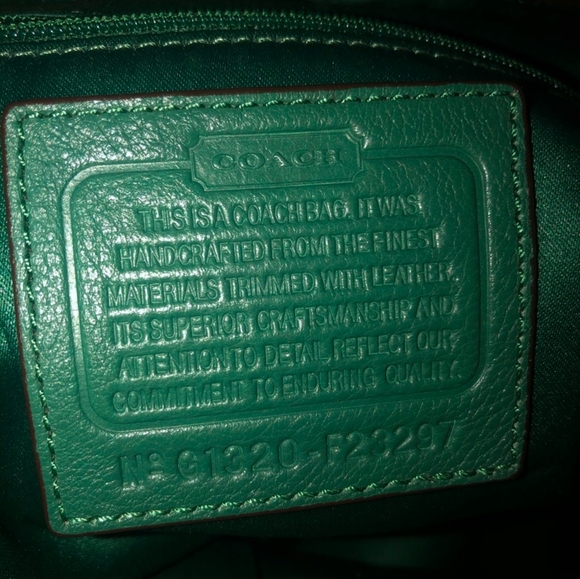 COACH
THIS IS A COACH BAG. IT WAS
HANDCRAFTED FROM THE FINEST
MATERIALS TRIMMED WITH LEATHER.
ITS SUPERIOR CRAFTSMANSHIP AND
ATTENTION TO DETAIL REFLECT OUR
COMMITMENT TO ENDURING QUALITY.
Nº G1320-F23297